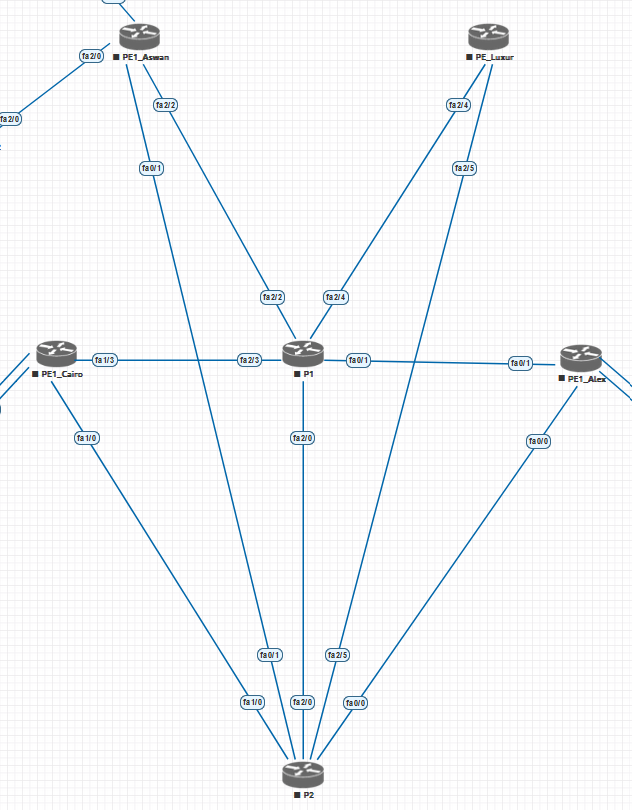 fa2/0
PE1_Aswan
PE_Luxur
fa2/0
fa2/2
fa2/4
fa0/1
fa2/5
fa2/2
fa2/4
PE1_Cairo
fa1/3
fa2/3
P1
fa0/1
fa0/1
PE1_Alex
fa1/0
fa2/0
fa0/0
fa0/1
fa2/5
fa1/0
fa2/0
fa0/0
P2